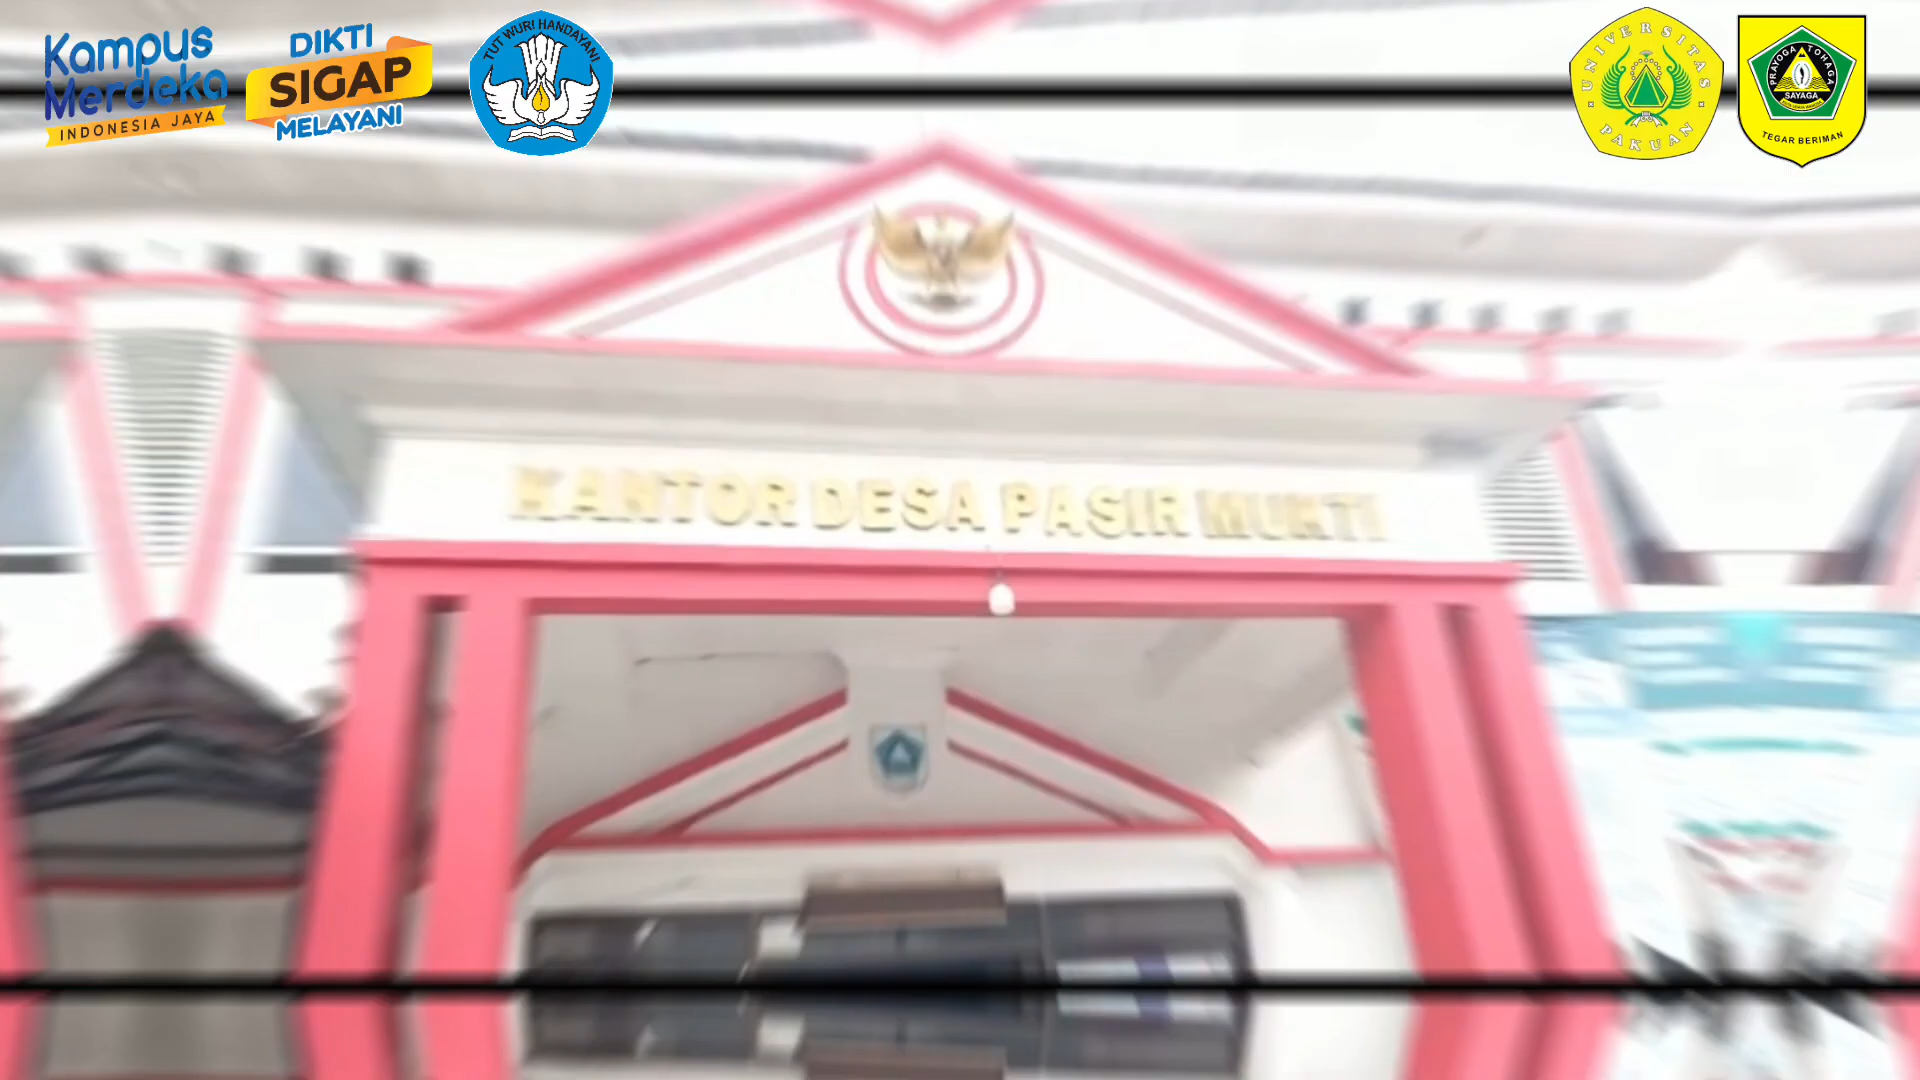 Kampus
Merdeka
INDONESIA JAYA
DIKTI
SIGAP
MELAYANI
TUT WURI HANDAYANI
UNIVERSITAS
PAKUAN
PRAYOGA TOHAGA
SAYAGA
TEGAR BERIMAN
KANTOR DESA PASIR MUKTI